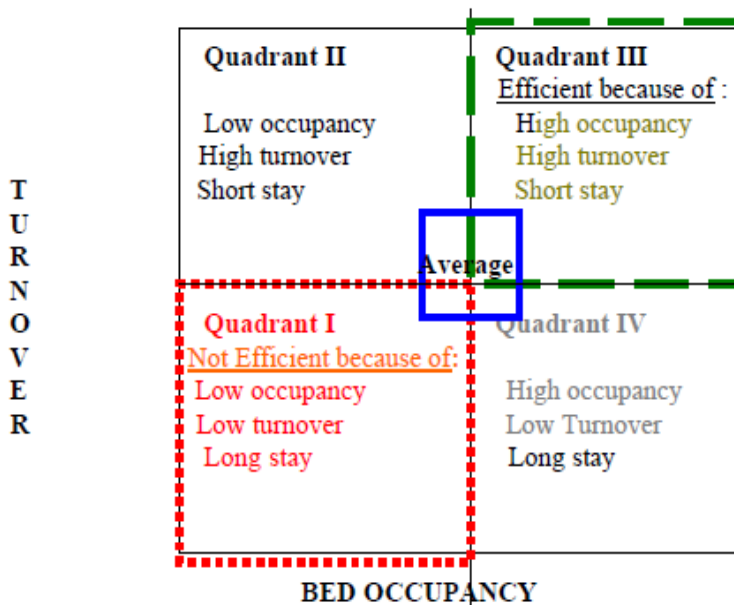 Quadrant II
Low occupancy
High turnover
Short stay
Quadrant III
Efficient because of :
High occupancy
High turnover
Short stay
T
U
R
N
O
V
E
R
Average
Quadrant I
Not Efficient because of:
Low occupancy
Low turnover
Long stay
Quadrant IV
High occupancy
Low Turnover
Long stay
BED OCCUPANCY